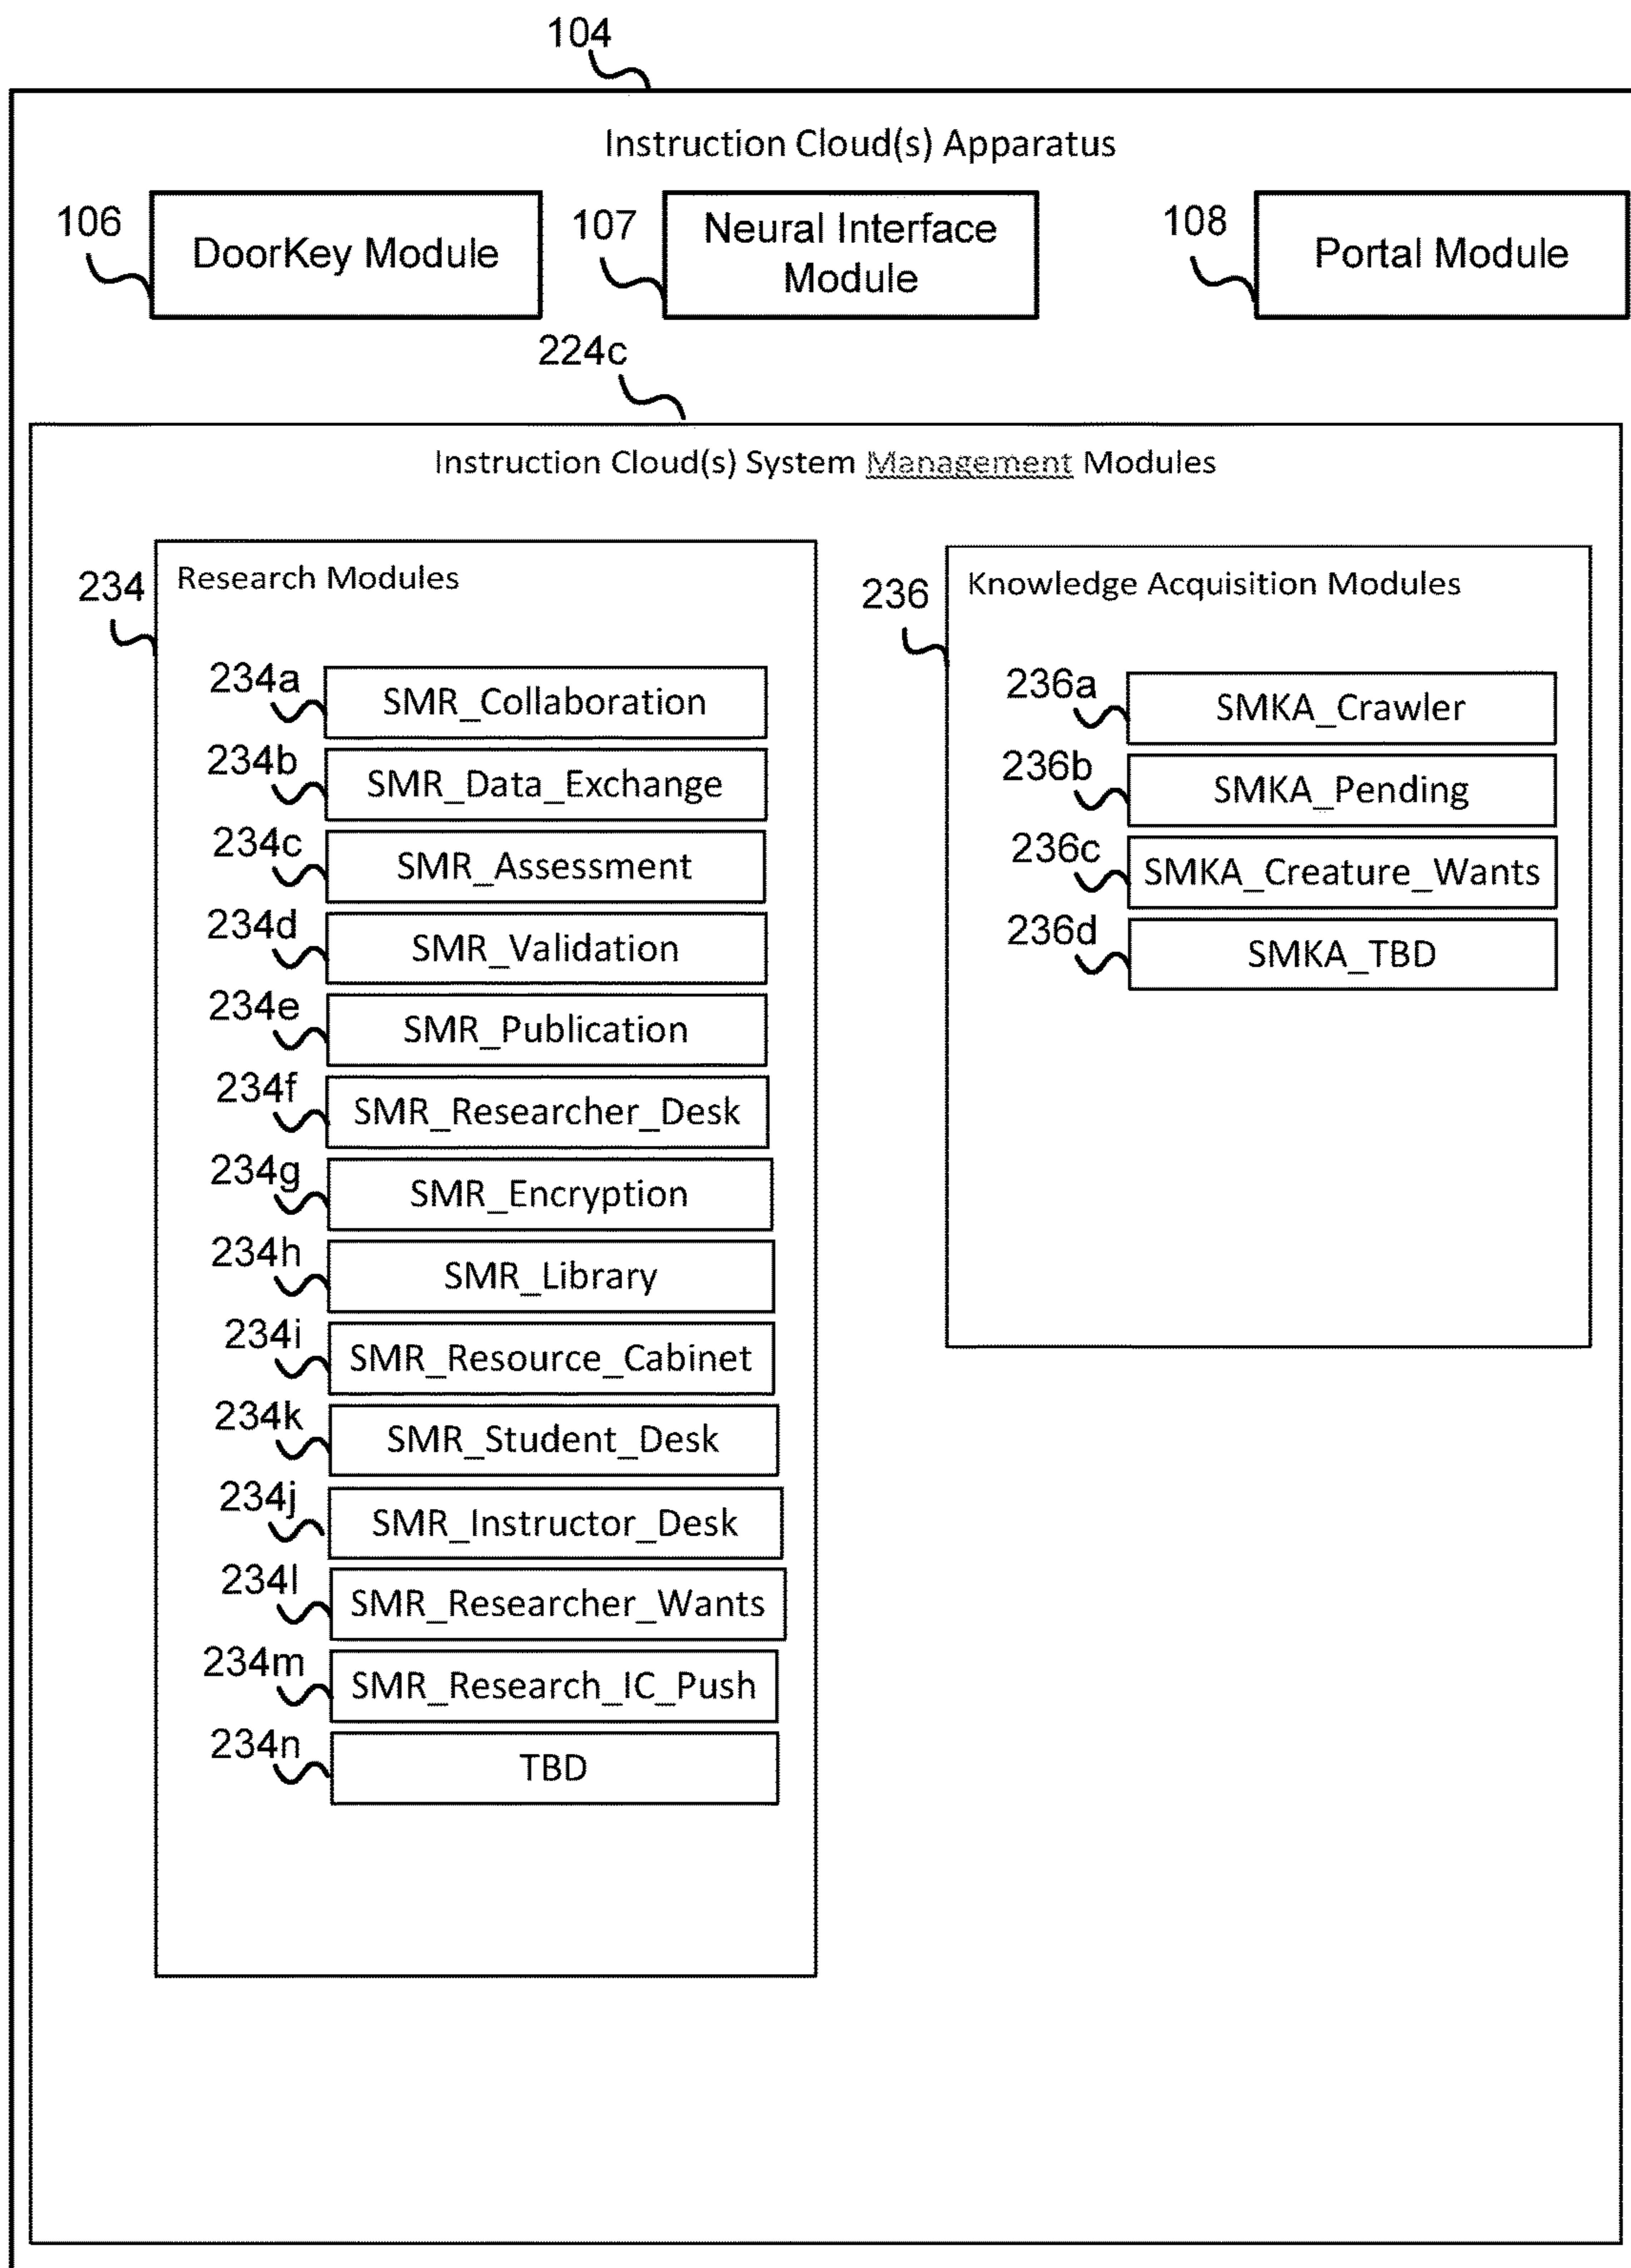 104
Instruction Cloud(s) Apparatus
106
DoorKey Module
107
Neural Interface
Module
108
Portal Module
224c
Instruction Cloud(s) System Management Modules
234
Research Modules
234a
SMR_Collaboration
234b
SMR_Data_Exchange
234c
SMR_Assessment
234d
SMR_Validation
234e
SMR_Publication
234f
SMR_Researcher_Desk
234g
SMR_Encryption
234h
SMR_Library
234i
SMR_Resource_Cabinet
234k
SMR_Student_Desk
234j
SMR_Instructor_Desk
234l
SMR_Researcher_Wants
234m
SMR_Research_IC_Push
234n
TBD
236
Knowledge Acquisition Modules
236a
SMKA_Crawler
236b
SMKA_Pending
236c
SMKA_Creature_Wants
236d
SMKA_TBD